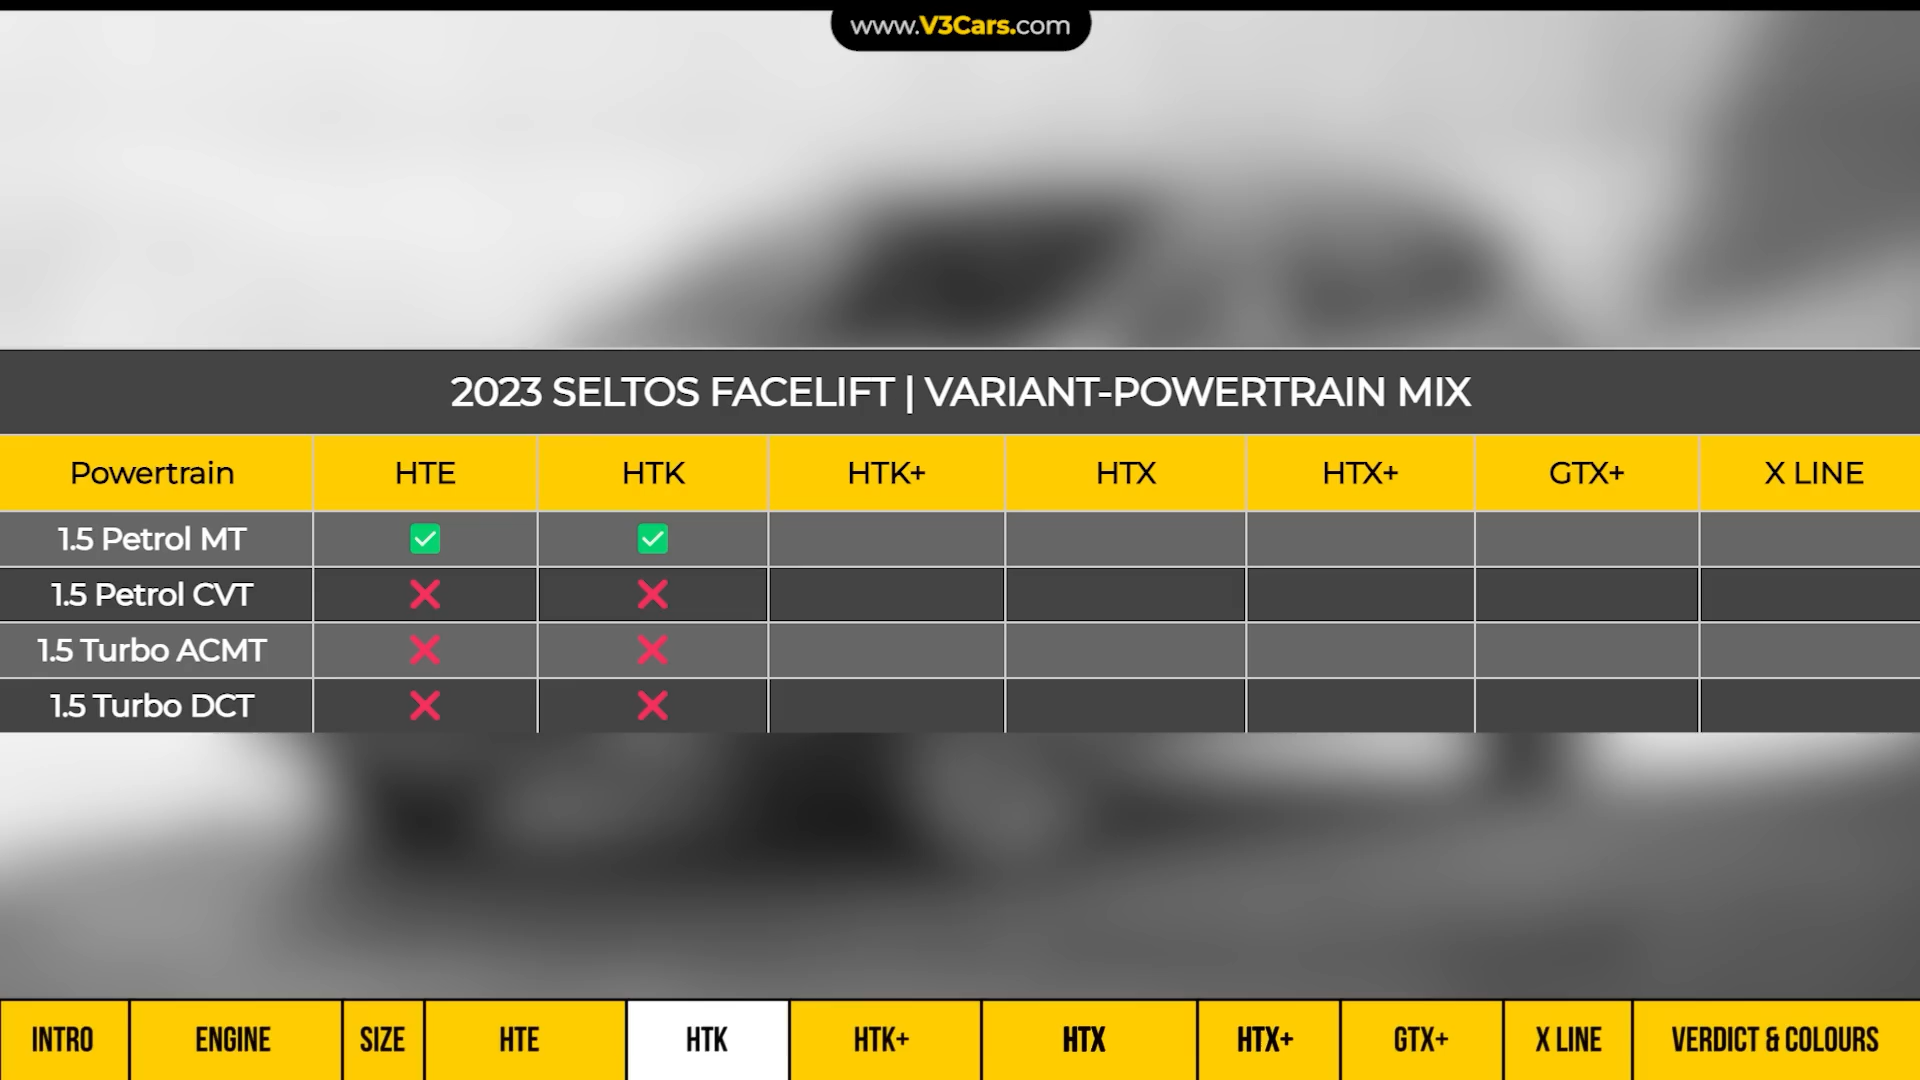 www.V3Cars.com
2023 SELTOS FACELIFT | VARIANT-POWERTRAIN MIX
Powertrain HTE HTK HTK+ HTX HTX+ GTX+ X LINE
1.5 Petrol MT ✅ ✅
1.5 Petrol CVT ❌ ❌
1.5 Turbo ACMT ❌ ❌
1.5 Turbo DCT ❌ ❌
INTRO ENGINE SIZE HTE HTK HTK+ HTX HTX+ GTX+ X LINE VERDICT & COLOURS